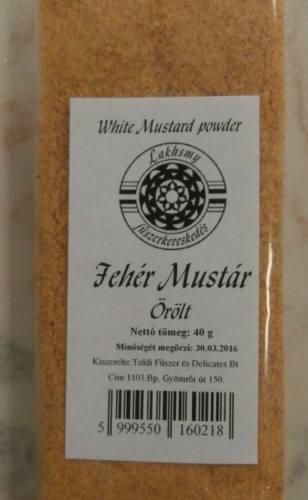 White Mustard powder
Lakhsmy
fűszerkereskedés
Fehér Mustár
Őrölt
Nettó tömeg: 40 g
Minőségét megőrzi: 30.03.2016
Kiszerelte:Toldi Fűszer és Delicates Bt
Cím:1103.Bp, Gyömrői út 150.
5 999550 160218